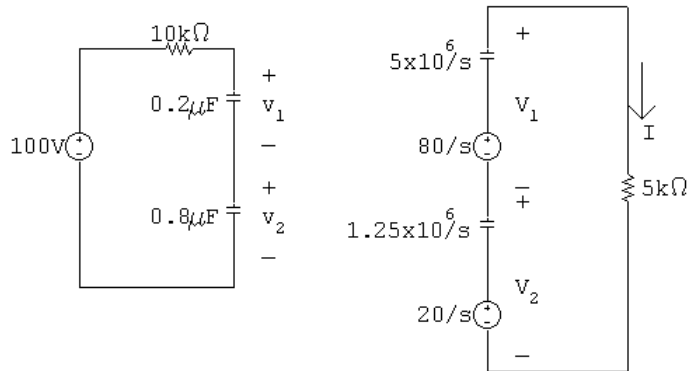 10kΩ
100V
0.2μF
+
v₁
−
0.8μF
+
v₂
−
5x10⁶/s
+
V₁
80/s
−
+
1.25x10⁶/s
V₂
20/s
−
I
5kΩ